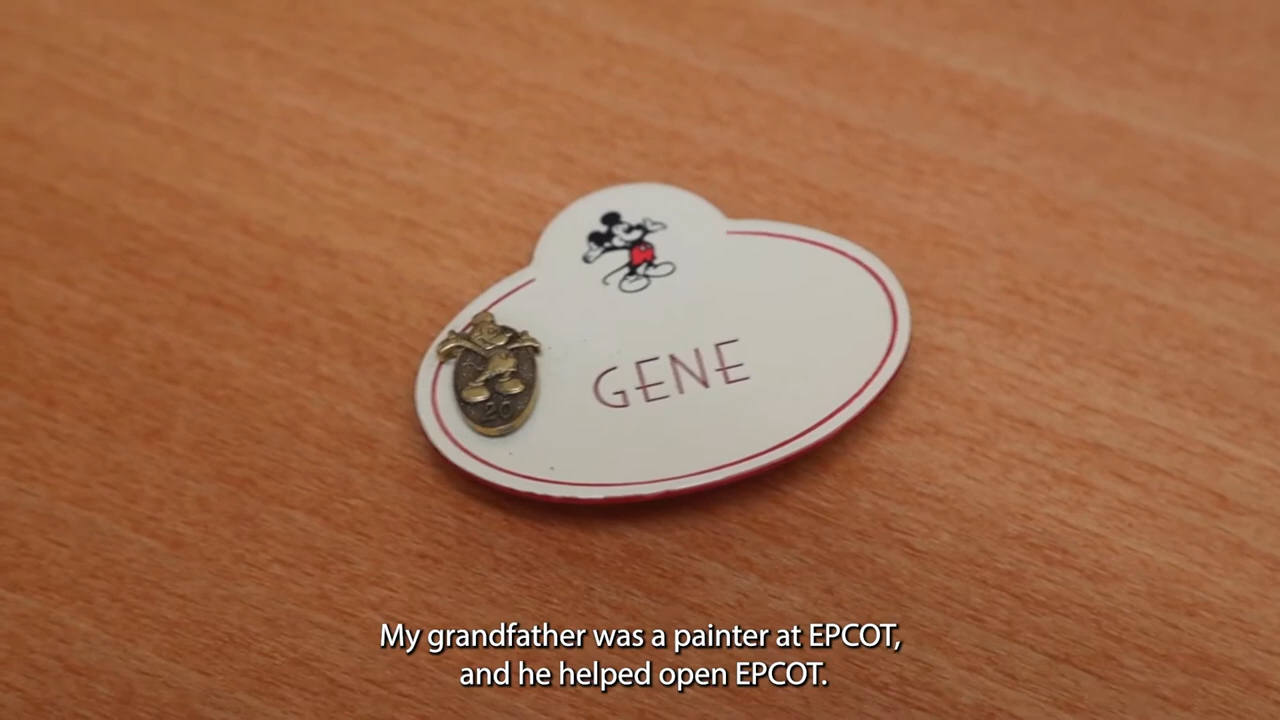 GENE
20
My grandfather was a painter at EPCOT,
and he helped open EPCOT.